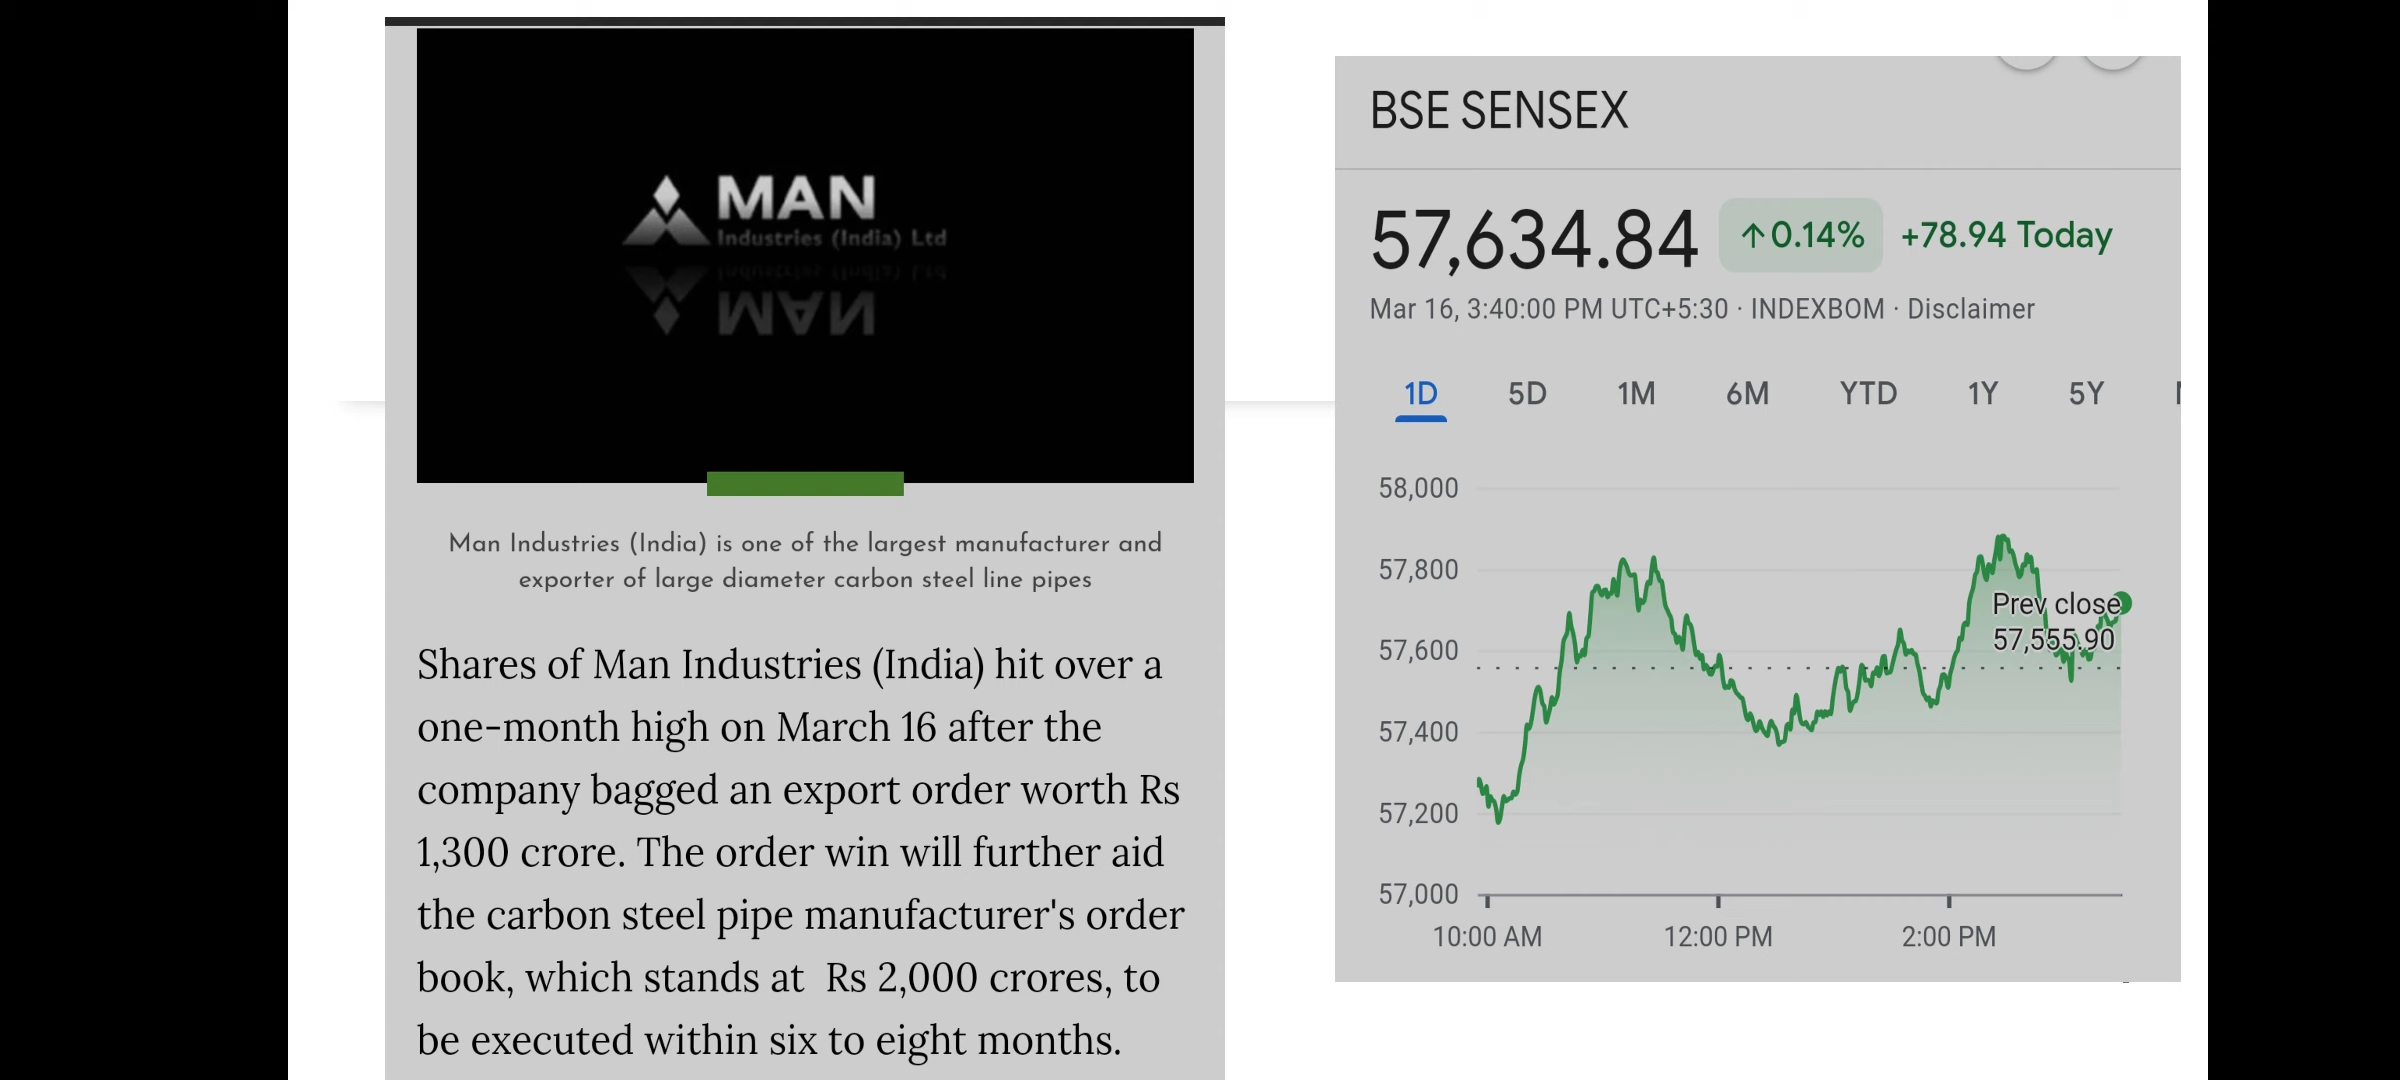 MAN
Industries (India) Ltd
Man Industries (India) is one of the largest manufacturer and
exporter of large diameter carbon steel line pipes
Shares of Man Industries (India) hit over a
one-month high on March 16 after the
company bagged an export order worth Rs
1,300 crore. The order win will further aid
the carbon steel pipe manufacturer's order
book, which stands at  Rs 2,000 crores, to
be executed within six to eight months.
BSE SENSEX
57,634.84 ↑0.14% +78.94 Today
Mar 16, 3:40:00 PM UTC+5:30 · INDEXBOM · Disclaimer
1D 5D 1M 6M YTD 1Y 5Y
58,000
57,800
Prev close
57,555.90
57,600
57,400
57,200
57,000
10:00 AM 12:00 PM 2:00 PM